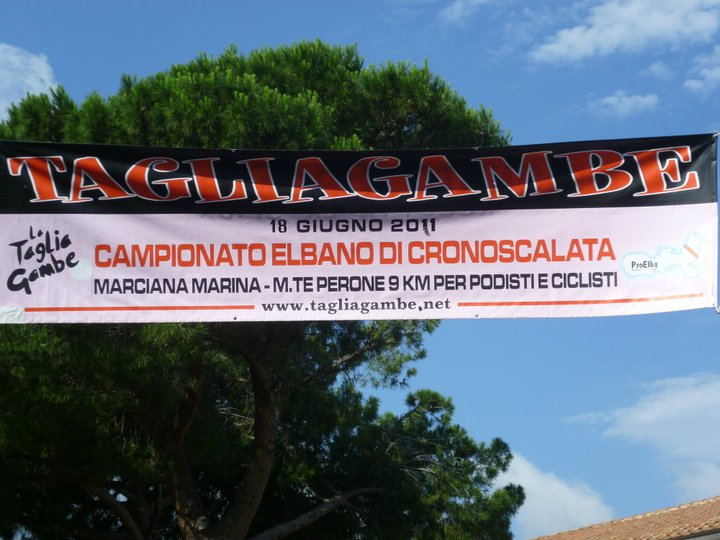 TAGLIAGAMBE
18 GIUGNO 2011
La Taglia Gambe
CAMPIONATO ELBANO DI CRONOSCALATA
ProElba
MARCIANA MARINA - M.TE PERONE 9 KM PER PODISTI E CICLISTI
www.tagliagambe.net